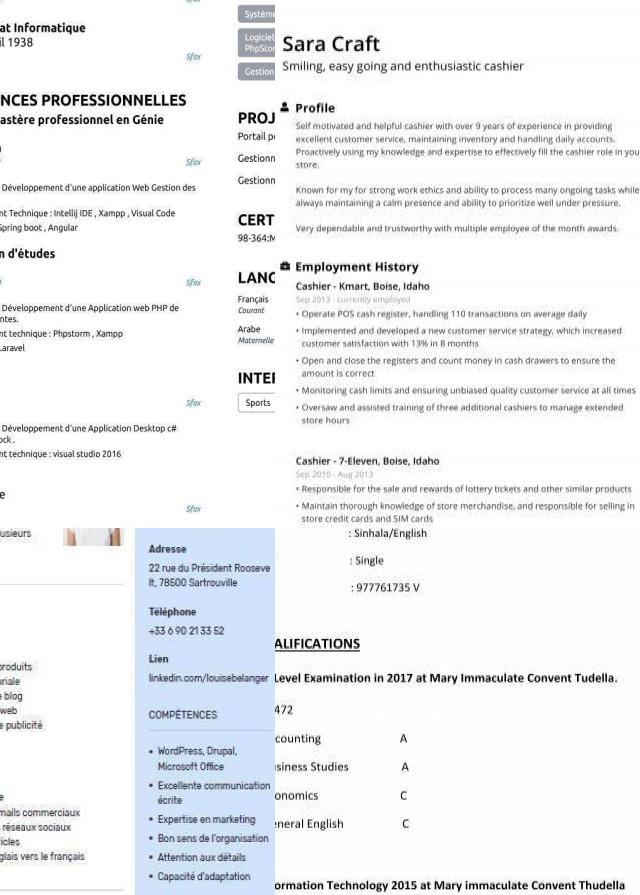 at Informatique
il 1938
Sfax
NCES PROFESSIONNELLES
astère professionnel en Génie
Sfax
Développement d'une application Web Gestion des
nt Technique : Intellij IDE , Xampp , Visual Code
Spring boot , Angular
n d'études
Sfax
Développement d'une Application web PHP de
ntes.
nt technique : Phpstorm , Xampp
Laravel
Sfax
Développement d'une Application Desktop c#
ock .
nt technique : visual studio 2016
e
Sfax
Système
Logiciel
PhpStor
Gestion
PROJ
Portail p
Gestionn
Gestionn
CERT
98-364:M
LANG
Français
Courant
Arabe
Maternelle
INTER
Sports
Sara Craft
Smiling, easy going and enthusiastic cashier
Profile
Self motivated and helpful cashier with over 9 years of experience in providing
excellent customer service, maintaining inventory and handling daily accounts.
Proactively using my knowledge and expertise to effectively fill the cashier role in you
store.
Known for my for strong work ethics and ability to process many ongoing tasks while
always maintaining a calm presence and ability to prioritize well under pressure.
Very dependable and trustworthy with multiple employee of the month awards.
Employment History
Cashier - Kmart, Boise, Idaho
Sep 2013 - currently employed
• Operate POS cash register, handling 110 transactions on average daily
• Implemented and developed a new customer service strategy, which increased
customer satisfaction with 13% in 8 months
• Open and close the registers and count money in cash drawers to ensure the
amount is correct
• Monitoring cash limits and ensuring unbiased quality customer service at all times
• Oversaw and assisted training of three additional cashiers to manage extended
store hours
Cashier - 7-Eleven, Boise, Idaho
Sep 2010 - Aug 2013
• Responsible for the sale and rewards of lottery tickets and other similar products
• Maintain thorough knowledge of store merchandise, and responsible for selling in
store credit cards and SIM cards
usieurs
produits
oriale
e blog
web
e publicité
e
mails commerciaux
réseaux sociaux
icles
glais vers le français
Adresse
22 rue du Président Rooseve
lt, 78500 Sartrouville
Téléphone
+33 6 90 21 33 52
Lien
linkedin.com/louisebelanger
COMPÉTENCES
• WordPress, Drupal,
Microsoft Office
• Excellente communication
écrite
• Expertise en marketing
• Bon sens de l'organisation
• Attention aux détails
• Capacité d'adaptation
: Sinhala/English
: Single
: 977761735 V
ALIFICATIONS
Level Examination in 2017 at Mary Immaculate Convent Tudella.
472
counting A
siness Studies A
onomics C
eneral English C
ormation Technology 2015 at Mary immaculate Convent Thudella